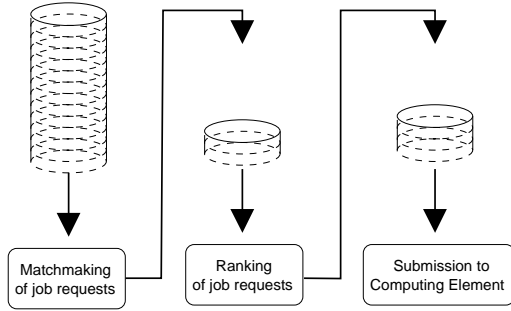 Matchmaking
of job requests
Ranking
of job requests
Submission to
Computing Element